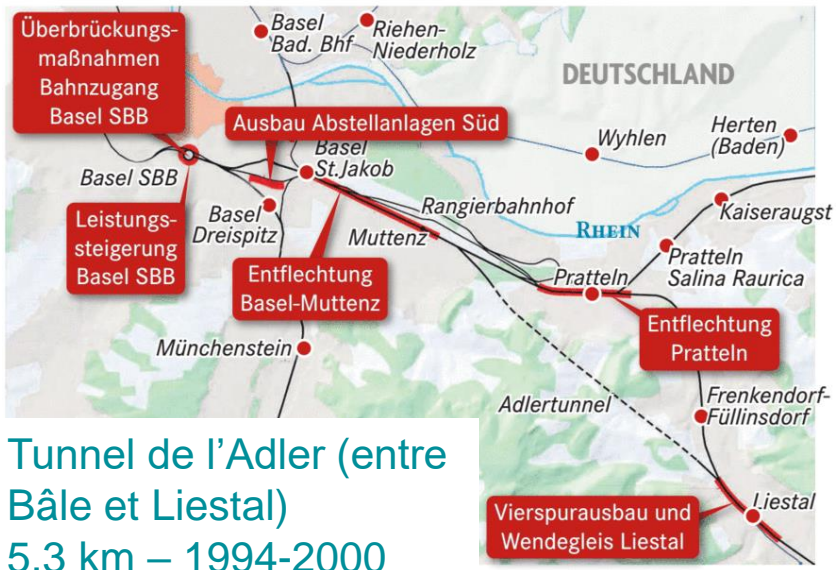 Überbrückungs-
maßnahmen
Bahnzugang
Basel SBB
Basel
Bad. Bhf
Riehen-
Niederholz
DEUTSCHLAND
Ausbau Abstellanlagen Süd
Wyhlen
Herten
(Baden)
Basel SBB
Basel
St.Jakob
Leistungs-
steigerung
Basel SBB
Basel
Dreispitz
Rangierbahnhof
Muttenz
RHEIN
Kaiseraugst
Pratteln
Salina Raurica
Entflechtung
Basel-Muttenz
Pratteln
Entflechtung
Pratteln
Münchenstein
Adlertunnel
Frenkendorf-
Füllinsdorf
Tunnel de l’Adler (entre
Bâle et Liestal)
5.3 km – 1994-2000
Vierspurausbau und
Wendegleis Liestal
Liestal